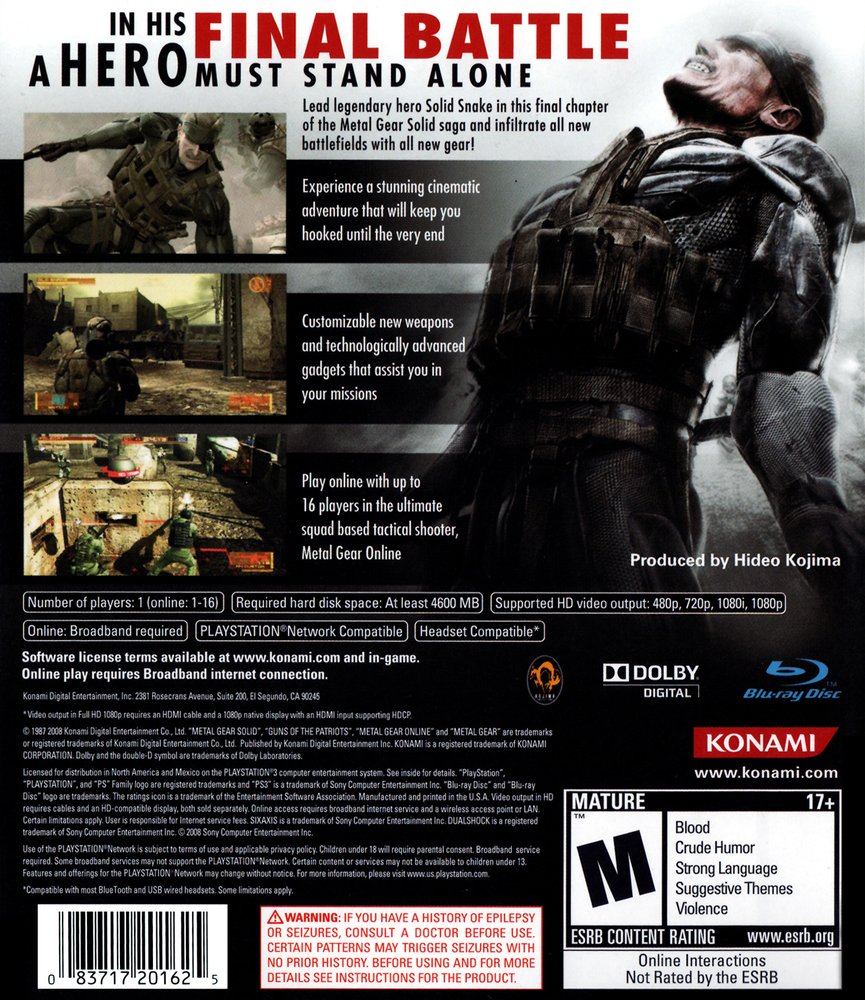 IN HIS FINAL BATTLE
A HERO MUST STAND ALONE
Lead legendary hero Solid Snake in this final chapter
of the Metal Gear Solid saga and infiltrate all new
battlefields with all new gear!
Experience a stunning cinematic
adventure that will keep you
hooked until the very end
Customizable new weapons
and technologically advanced
gadgets that assist you in
your missions
Play online with up to
16 players in the ultimate
squad based tactical shooter,
Metal Gear Online
Produced by Hideo Kojima
Number of players: 1 (online: 1-16)
Required hard disk space: At least 4600 MB
Supported HD video output: 480p, 720p, 1080i, 1080p
Online: Broadband required
PLAYSTATION®Network Compatible
Headset Compatible*
Software license terms available at www.konami.com and in-game.
Online play requires Broadband internet connection.
Konami Digital Entertainment, Inc. 2381 Rosecrans Avenue, Suite 200, El Segundo, CA 90245
*Video output in Full HD 1080p requires an HDMI cable and a 1080p native display with an HDMI input supporting HDCP.
© 1987 2008 Konami Digital Entertainment Co., Ltd. "METAL GEAR SOLID", "GUNS OF THE PATRIOTS", "METAL GEAR ONLINE" and "METAL GEAR" are trademarks
or registered trademarks of Konami Digital Entertainment Co., Ltd. Published by Konami Digital Entertainment Inc. KONAMI is a registered trademark of KONAMI
CORPORATION. Dolby and the double-D symbol are trademarks of Dolby Laboratories.
Licensed for distribution in North America and Mexico on the PLAYSTATION®3 computer entertainment system. See inside for details. "PlayStation",
"PLAYSTATION", and "PS" Family logo are registered trademarks and "PS3" is a trademark of Sony Computer Entertainment Inc. "Blu-ray Disc" and "Blu-ray
Disc" logo are trademarks. The ratings icon is a trademark of the Entertainment Software Association. Manufactured and printed in the U.S.A. Video output in HD
requires cables and an HD-compatible display, both sold separately. Online access requires broadband internet service and a wireless access point or LAN.
Certain limitations apply. User is responsible for Internet service fees. SIXAXIS is a trademark of Sony Computer Entertainment Inc. DUALSHOCK is a registered
trademark of Sony Computer Entertainment Inc. © 2008 Sony Computer Entertainment Inc.
Use of the PLAYSTATION®Network is subject to terms of use and applicable privacy policy. Children under 18 will require parental consent. Broadband service
required. Some broadband services may not support the PLAYSTATION®Network. Certain content or services may not be available to children under 13.
Features and offerings for the PLAYSTATION®Network may change without notice. For more information, please visit www.us.playstation.com.
*Compatible with most BlueTooth and USB wired headsets. Some limitations apply.
KOJIMA
DOLBY
DIGITAL
Blu-ray Disc™
KONAMI
www.konami.com
MATURE 17+
M™
Blood
Crude Humor
Strong Language
Suggestive Themes
Violence
ESRB CONTENT RATING www.esrb.org
Online Interactions
Not Rated by the ESRB
0 83717 20162 5
WARNING: IF YOU HAVE A HISTORY OF EPILEPSY
OR SEIZURES, CONSULT A DOCTOR BEFORE USE.
CERTAIN PATTERNS MAY TRIGGER SEIZURES WITH
NO PRIOR HISTORY. BEFORE USING AND FOR MORE
DETAILS SEE INSTRUCTIONS FOR THE PRODUCT.